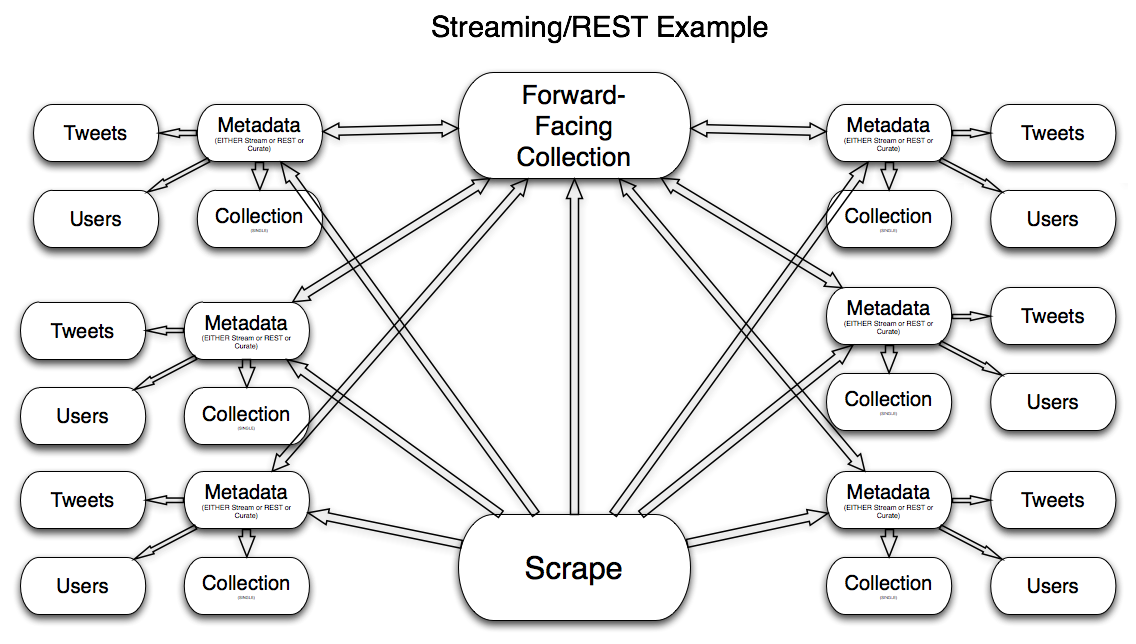 Streaming/REST Example
Forward-
Facing
Collection
Tweets
Metadata
(EITHER Stream or REST or
Curate)
Users
Collection
(SINGLE)
Metadata
(EITHER Stream or REST or
Curate)
Tweets
Collection
(SINGLE)
Users
Tweets
Metadata
(EITHER Stream or REST or
Curate)
Users
Collection
(SINGLE)
Metadata
(EITHER Stream or REST or
Curate)
Tweets
Collection
(SINGLE)
Users
Tweets
Metadata
(EITHER Stream or REST or
Curate)
Users
Collection
(SINGLE)
Metadata
(EITHER Stream or REST or
Curate)
Tweets
Collection
(SINGLE)
Users
Scrape